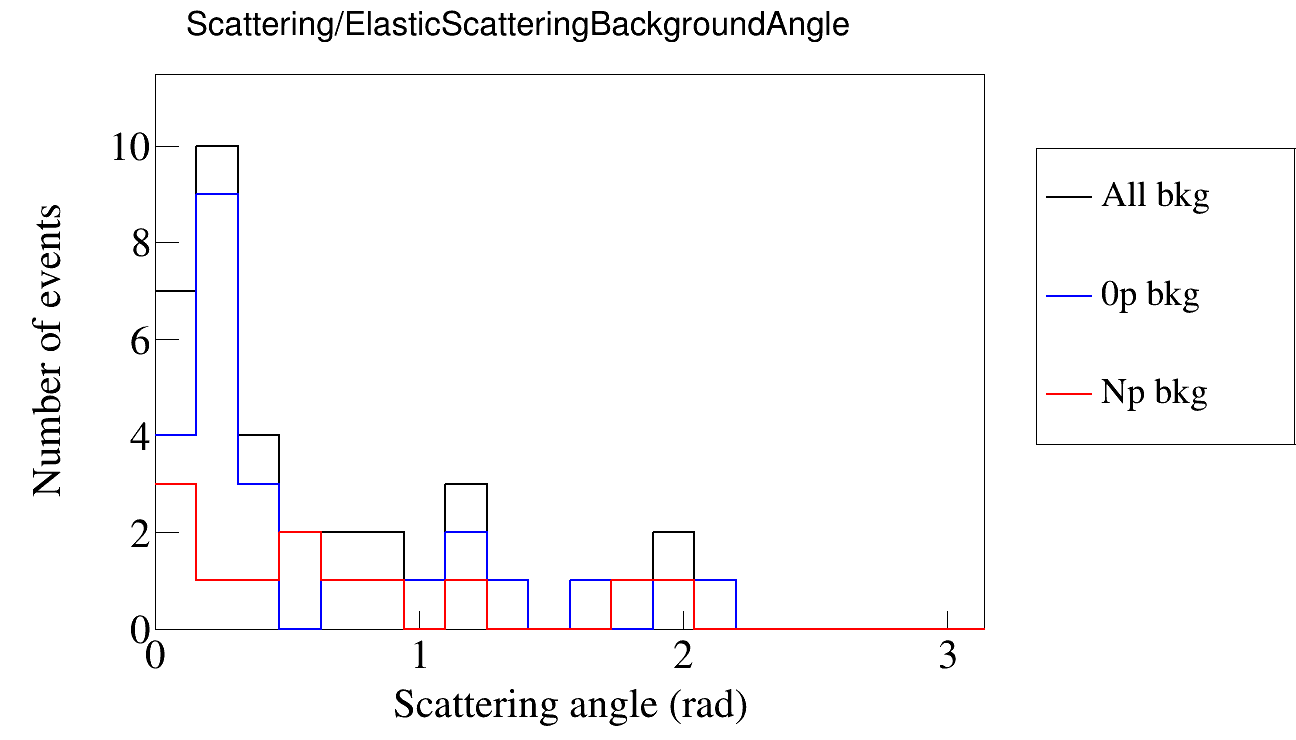 Scattering/ElasticScatteringBackgroundAngle
10
8
6
4
2
0
Number of events
0 1 2 3
Scattering angle (rad)
All bkg
0p bkg
Np bkg